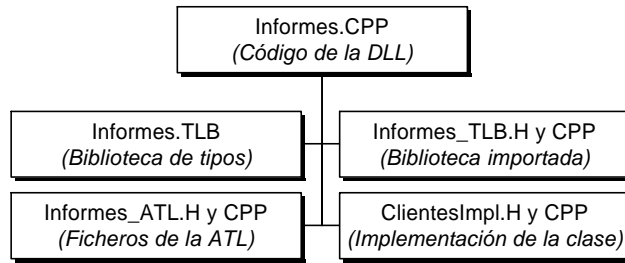 Informes.CPP
(Código de la DLL)
Informes.TLB
(Biblioteca de tipos)
Informes_TLB.H y CPP
(Biblioteca importada)
Informes_ATL.H y CPP
(Ficheros de la ATL)
ClientesImpl.H y CPP
(Implementación de la clase)